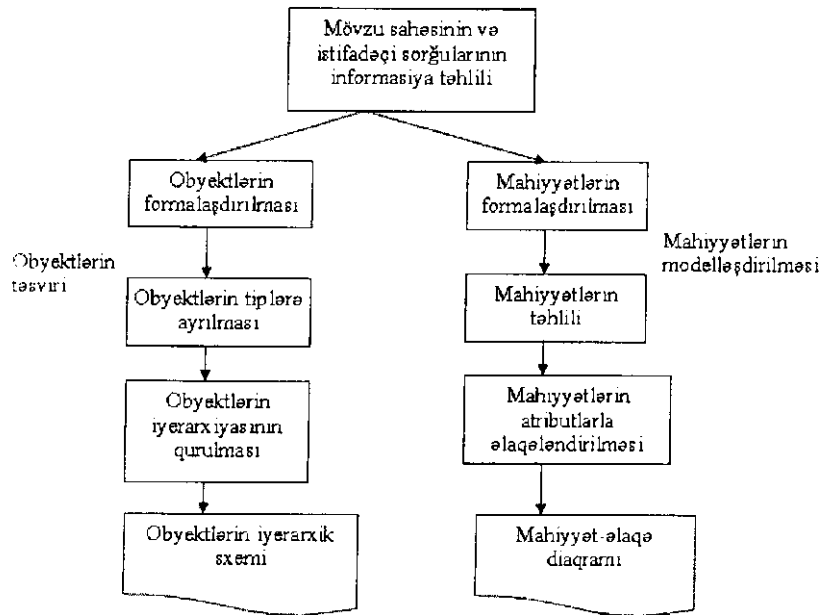 Mövzu sahəsinin və
istifadəçi sorğularının
informasiya təhlili
Obyektlərin
formalaşdırılması
Mahiyyətlərin
formalaşdırılması
Obyektlərin
təsviri
Mahiyyətlərin
modelləşdirilməsi
Obyektlərin tiplərə
ayrılması
Mahiyyətlərin
təhlili
Obyektlərin
iyerarxiyasının
qurulması
Mahiyyətlərin
atributlarla
əlaqələndirilməsi
Obyektlərin iyerarxik
sxemi
Mahiyyət-əlaqə
diaqramı